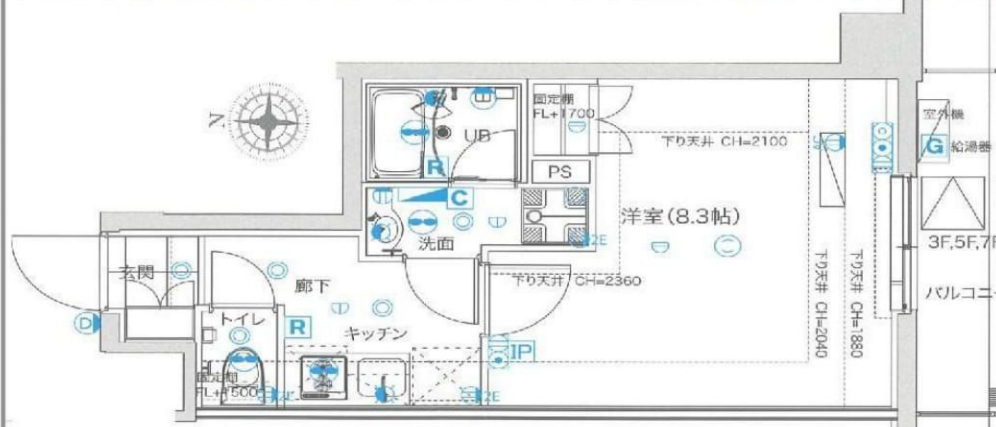 固定棚
FL+1700
UB
下り天井 CH=2100
室外機
G 給湯器
N
R
PS
C
洋室(8.3帖)
洗面
2E
3F,5F,7F
玄関
廊下
下り天井 CH=2360
下り天井 CH=2040
下り天井 CH=1880
バルコニー
D
トイレ
R
キッチン
IP
固定棚
FL+1500
2E
2E